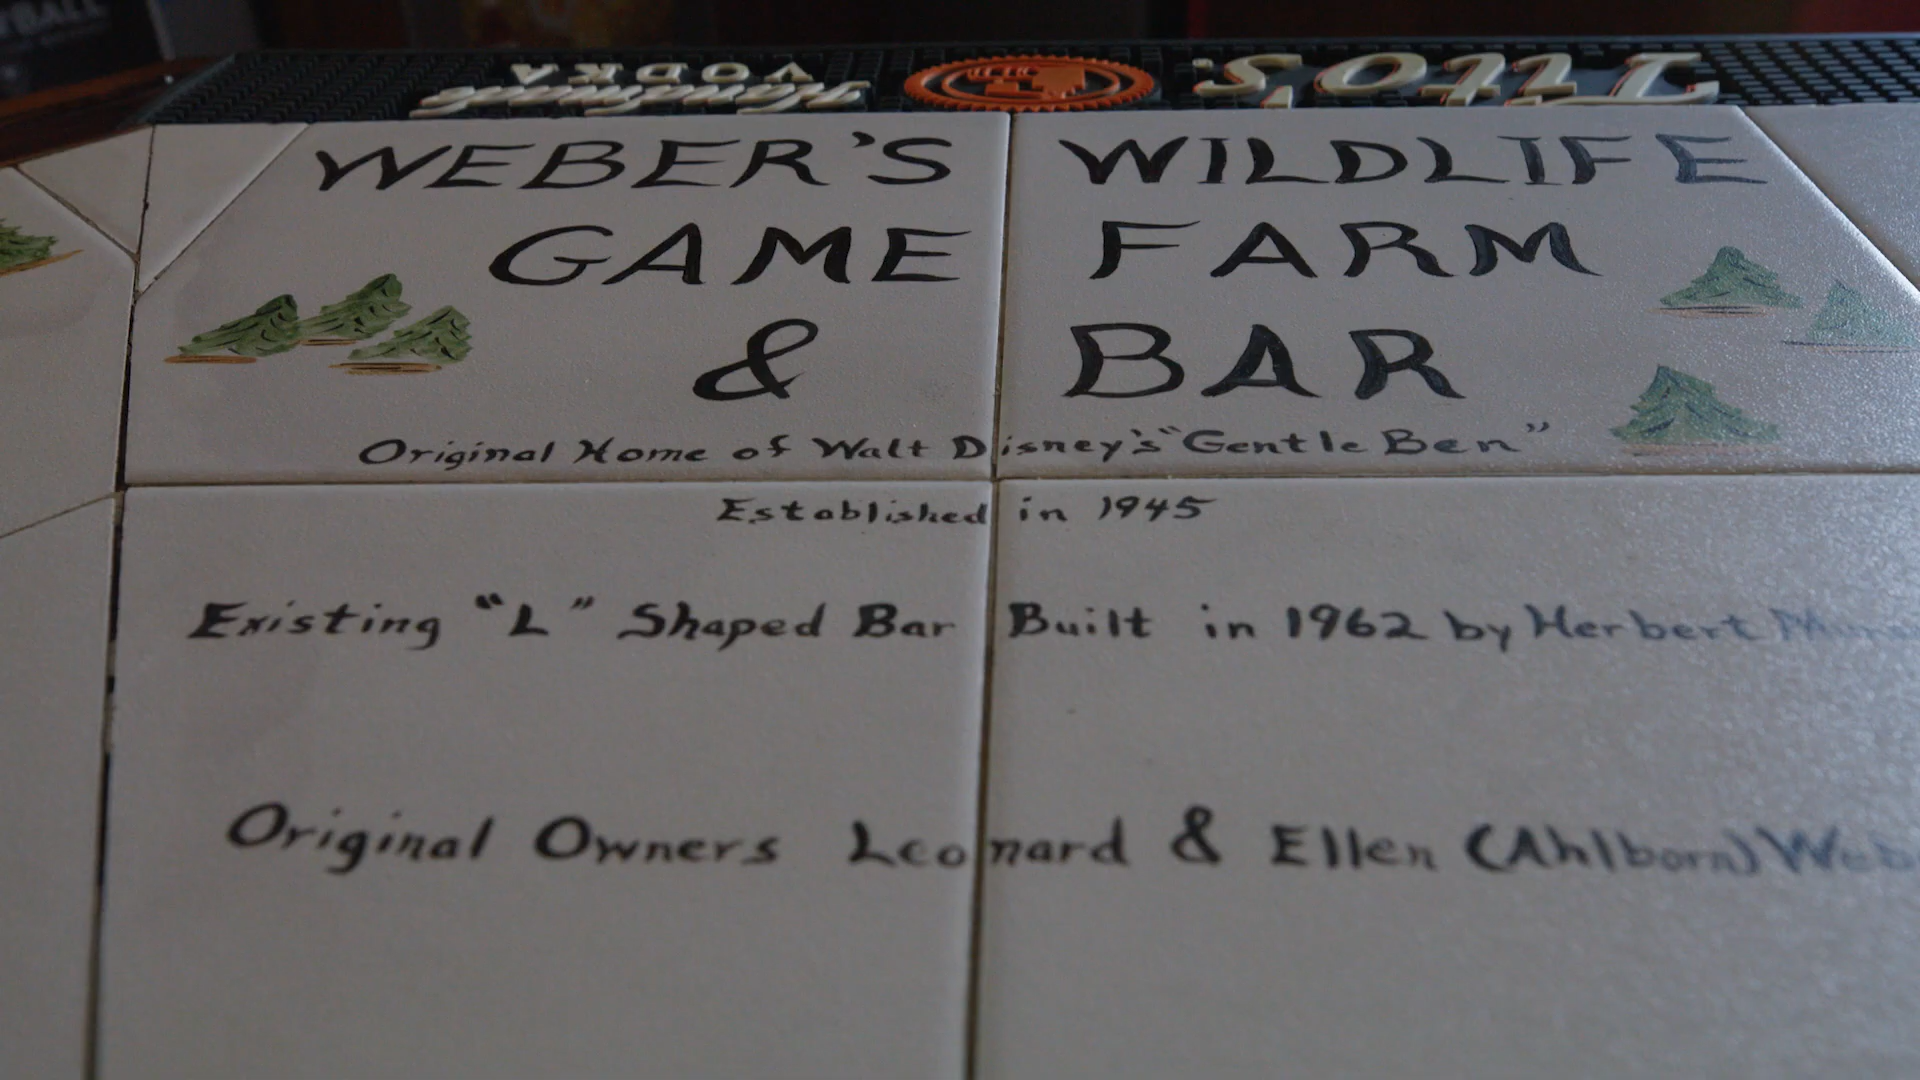 Tito's
Handmade
VODKA
WEBER'S WILDLIFE
GAME FARM
& BAR
Original Home of Walt Disney's "Gentle Ben"
Established in 1945
Existing "L" Shaped Bar Built in 1962 by Herbert
Original Owners Leonard & Ellen (Ahlborn)